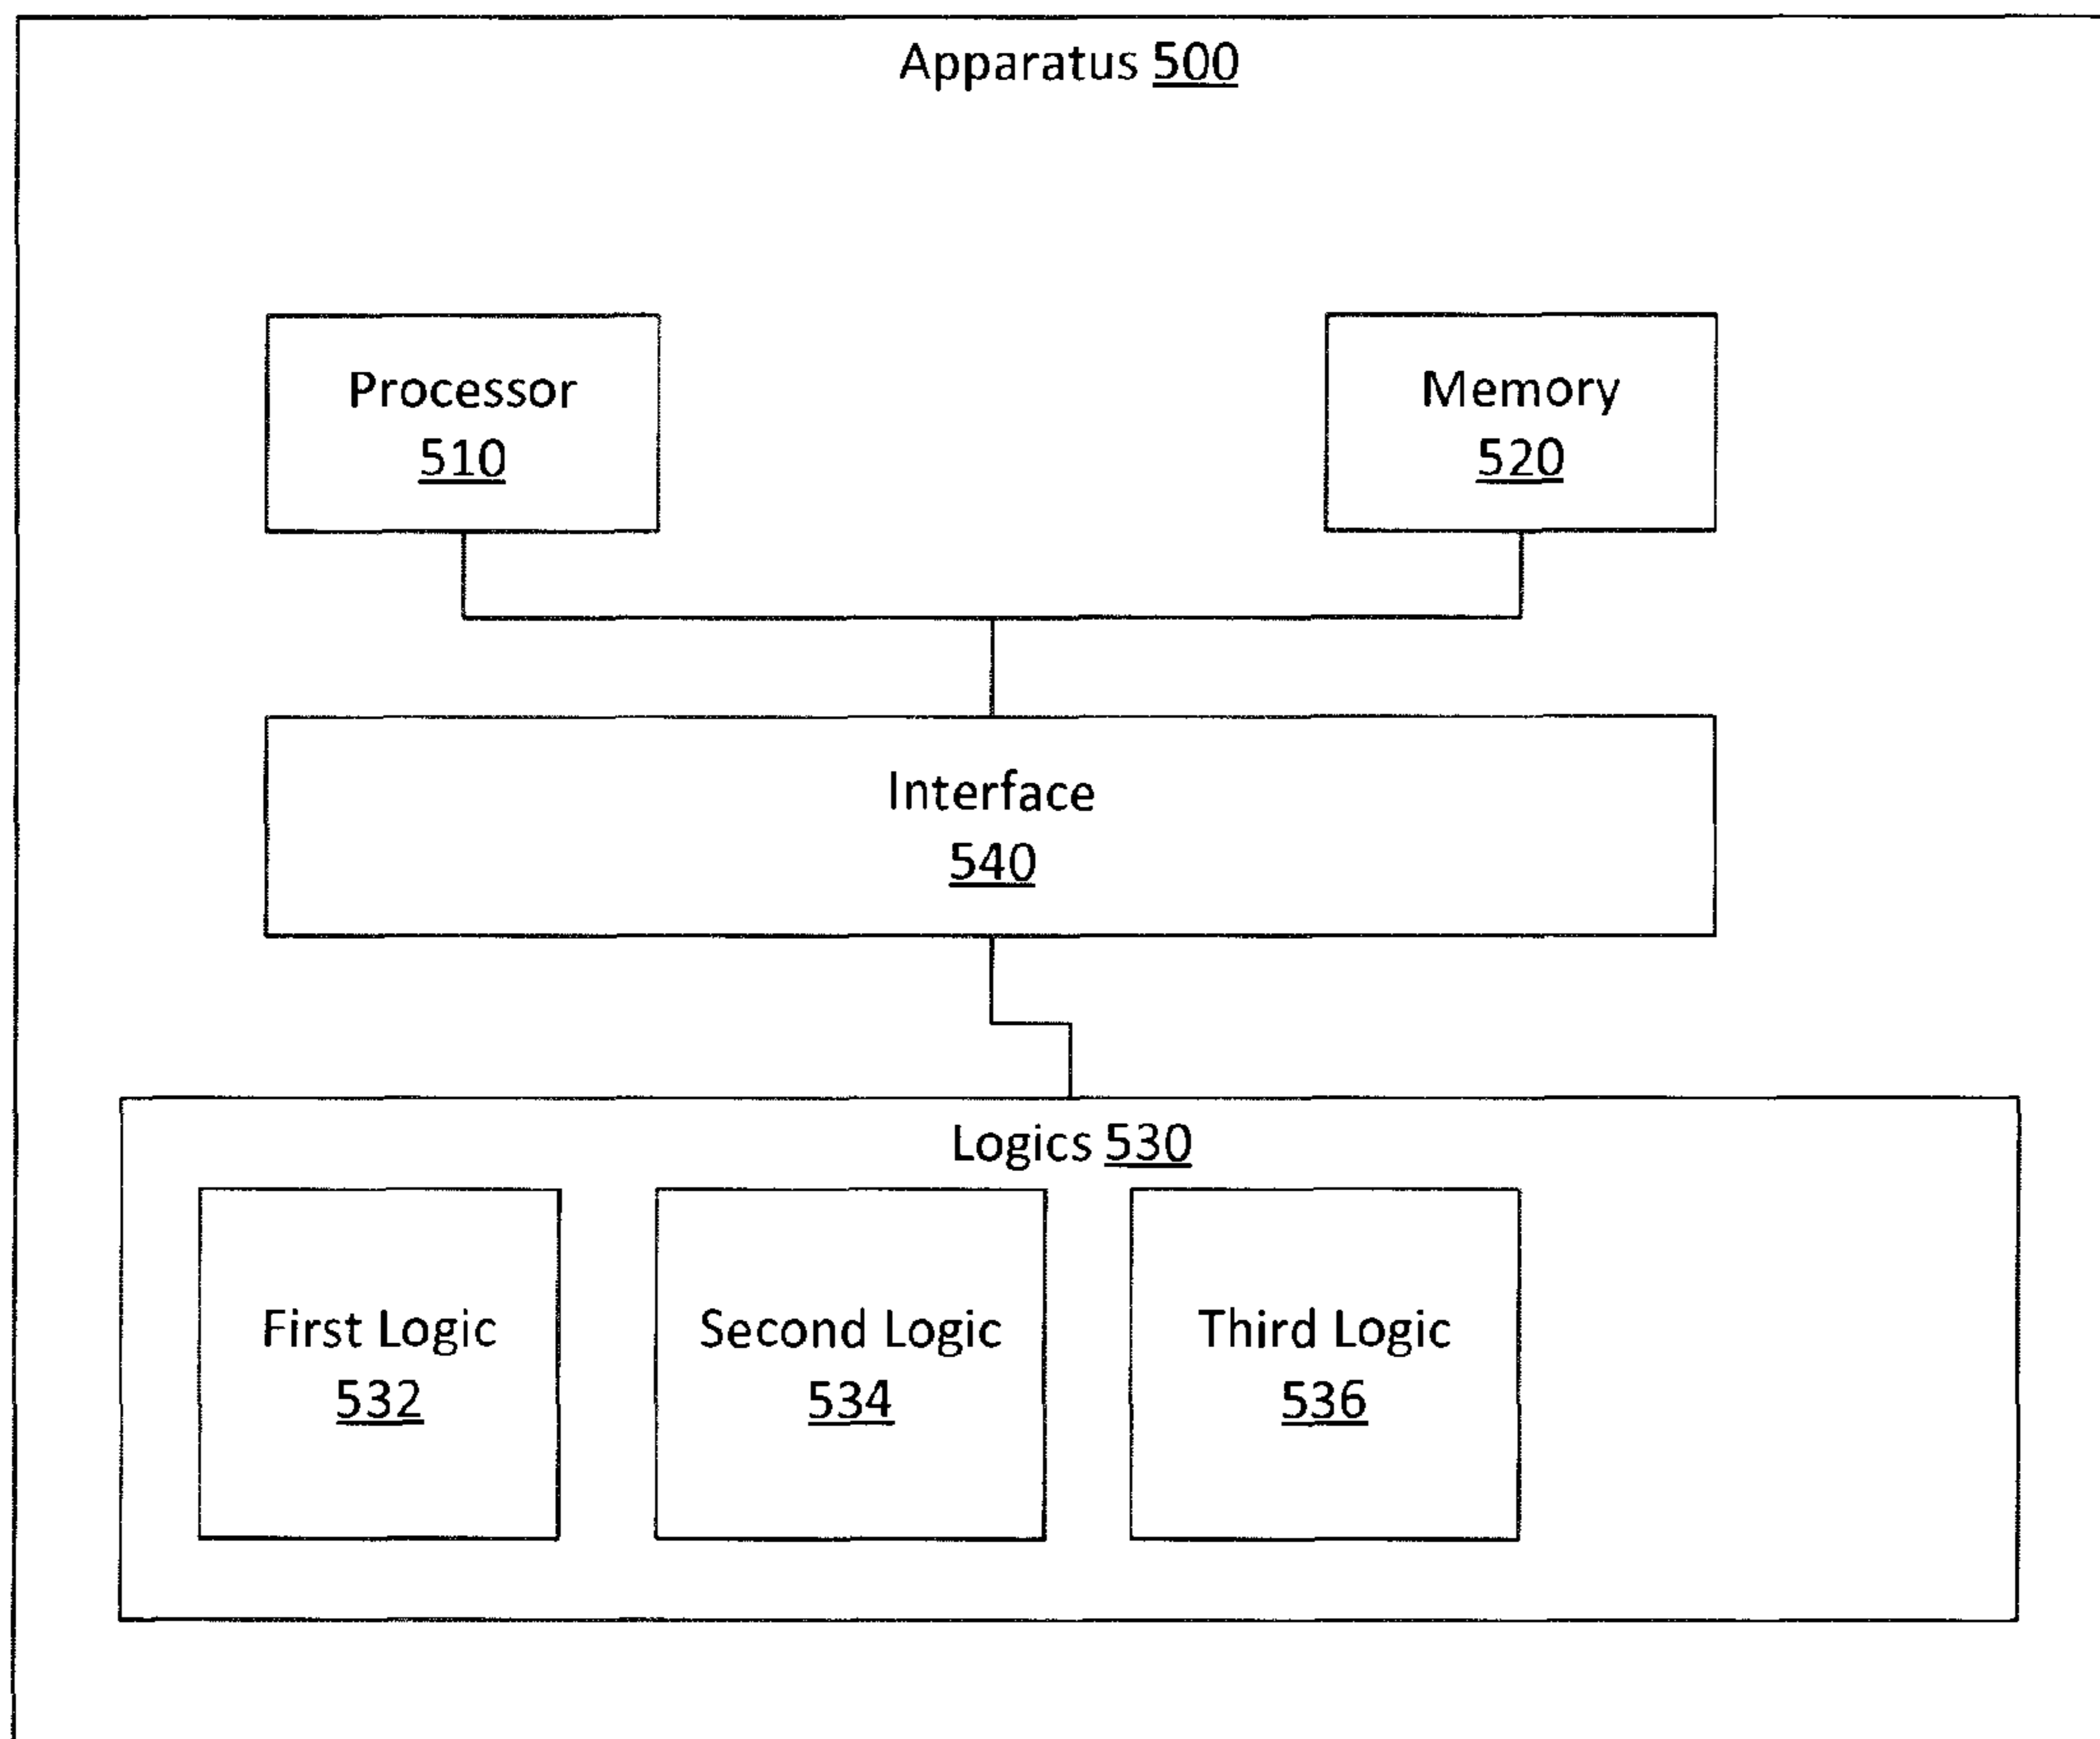 Apparatus 500
Processor
510
Memory
520
Interface
540
Logics 530
First Logic
532
Second Logic
534
Third Logic
536